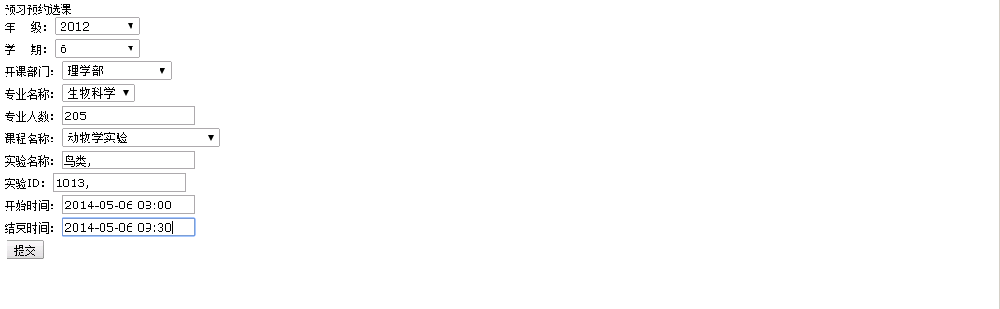 预习预约选课
年 级: 2012
学 期: 6
开课部门: 理学部
专业名称: 生物科学
专业人数: 205
课程名称: 动物学实验
实验名称: 鸟类,
实验ID: 1013,
开始时间: 2014-05-06 08:00
结束时间: 2014-05-06 09:30
提交